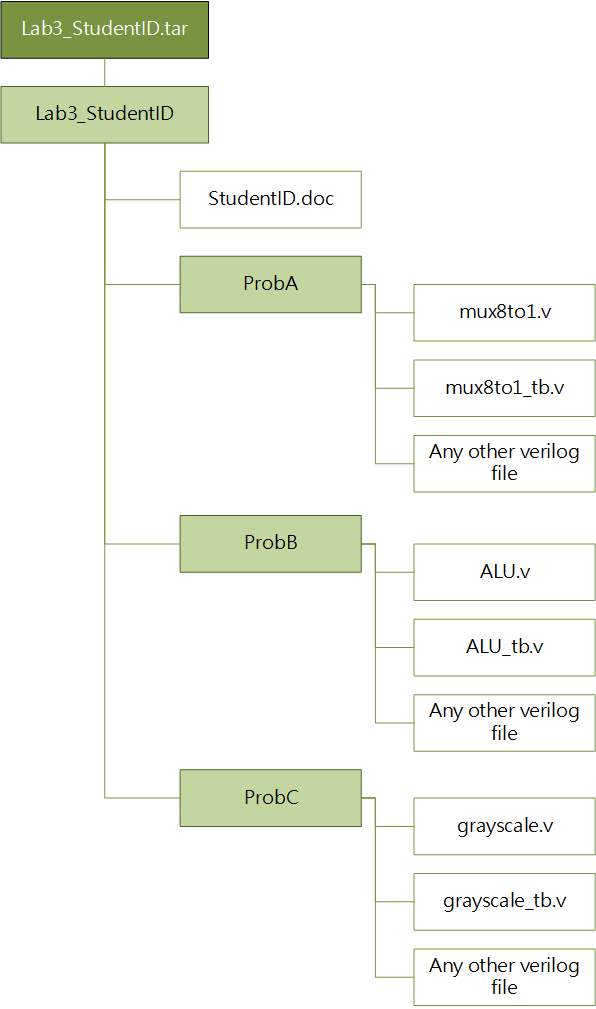 Lab3_StudentID.tar
Lab3_StudentID
StudentID.doc
ProbA
mux8to1.v
mux8to1_tb.v
Any other verilog
file
ProbB
ALU.v
ALU_tb.v
Any other verilog
file
ProbC
grayscale.v
grayscale_tb.v
Any other verilog
file